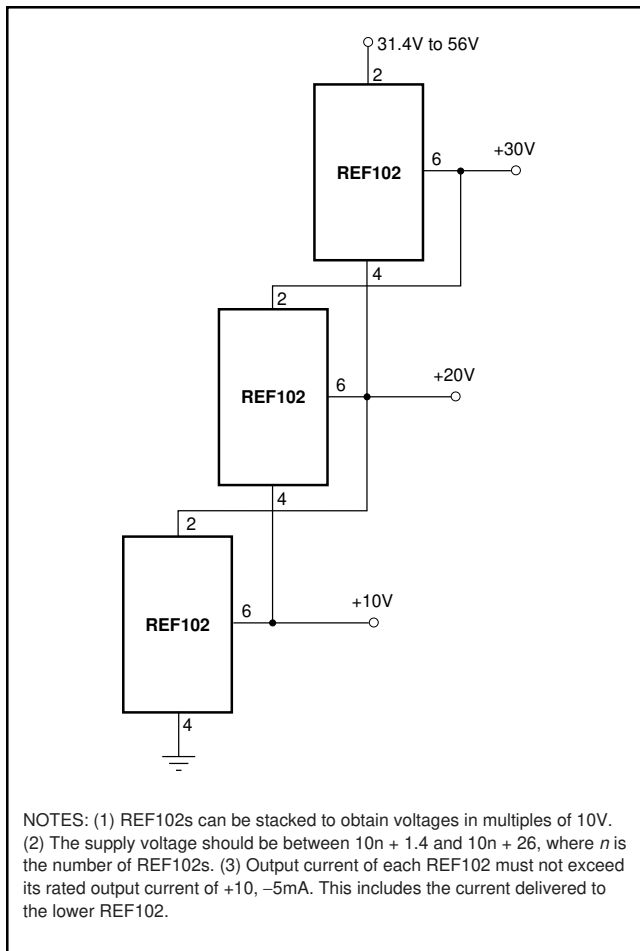 31.4V to 56V
2
REF102
6
+30V
4
2
REF102
6
+20V
4
2
REF102
6
+10V
4
NOTES: (1) REF102s can be stacked to obtain voltages in multiples of 10V.
(2) The supply voltage should be between 10n + 1.4 and 10n + 26, where n is
the number of REF102s. (3) Output current of each REF102 must not exceed
its rated output current of +10, −5mA. This includes the current delivered to
the lower REF102.